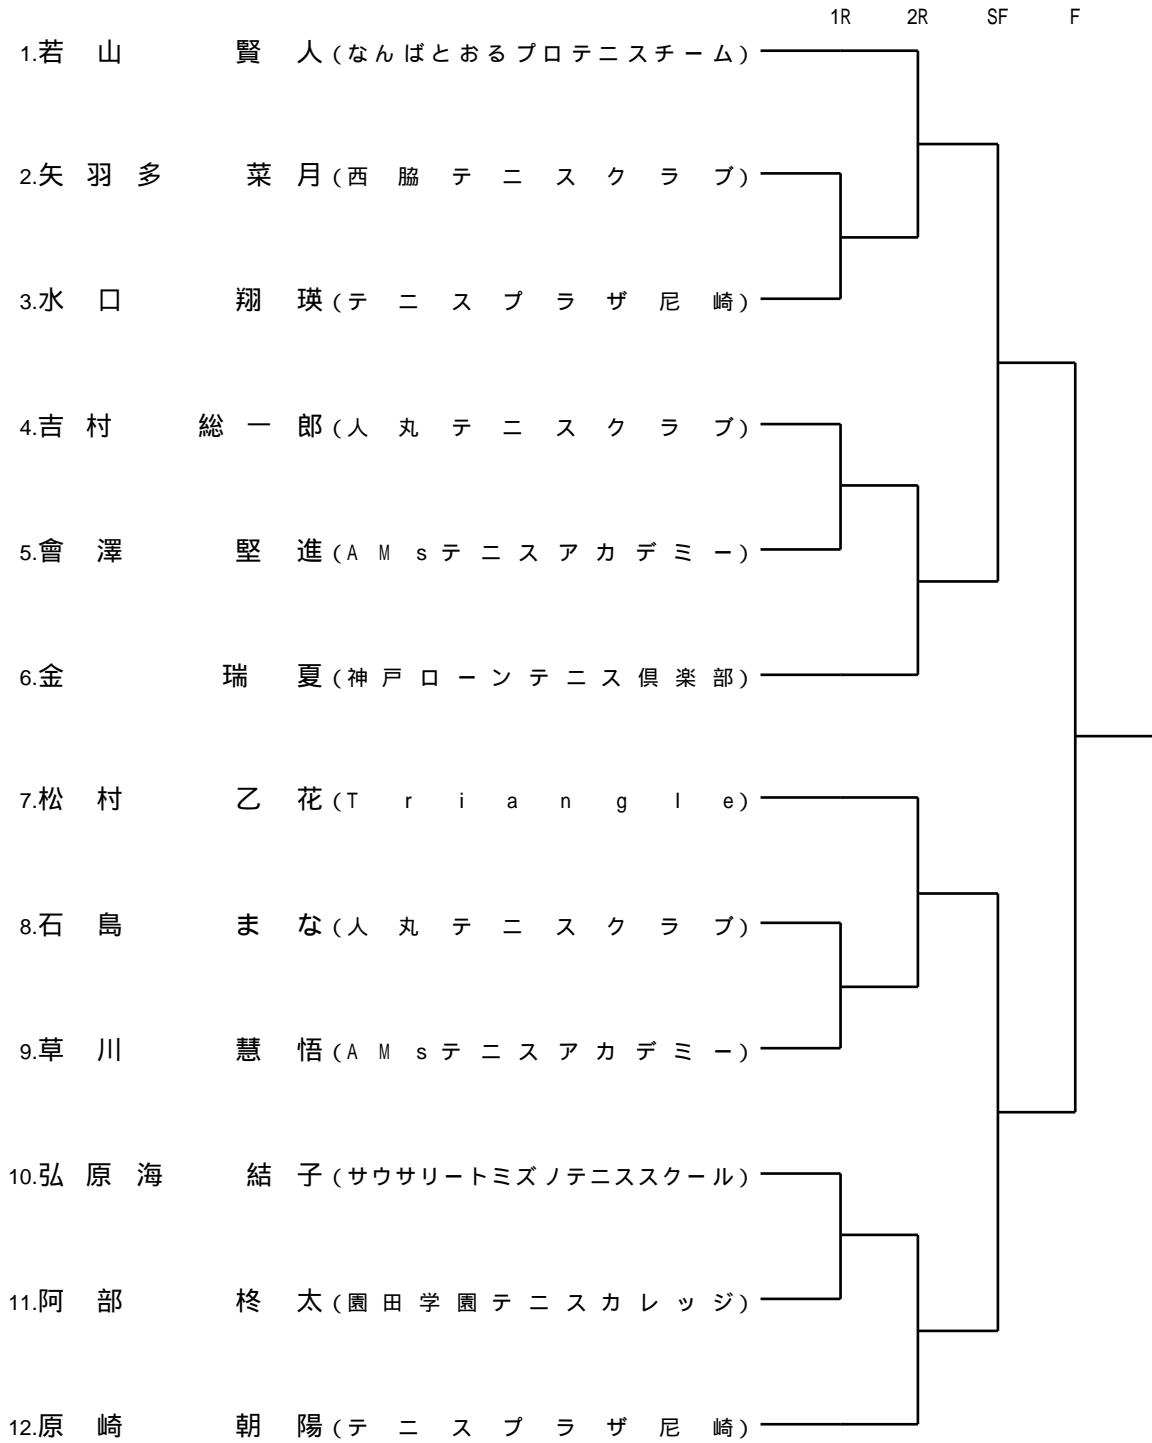 1R 2R SF F
1.若山 賢人(なんばとおるプロテニスチーム)
2.矢羽多 菜月(西脇テニスクラブ)
3.水口 翔瑛(テニスプラザ尼崎)
4.吉村 総一郎(人丸テニスクラブ)
5.會澤 堅進(AMsテニスアカデミー)
6.金 瑞夏(神戸ローンテニス倶楽部)
7.松村 乙花(Triangle)
8.石島 まな(人丸テニスクラブ)
9.草川 慧悟(AMsテニスアカデミー)
10.弘原海 結子(サウサリートミズノテニススクール)
11.阿部 柊太(園田学園テニスカレッジ)
12.原崎 朝陽(テニスプラザ尼崎)